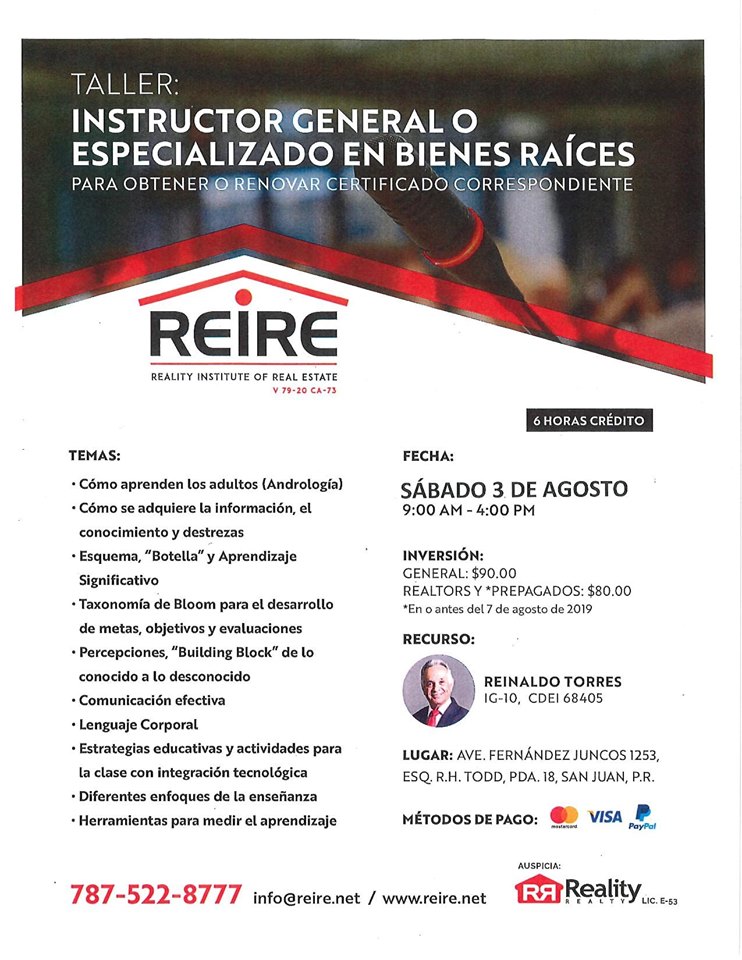 TALLER:
INSTRUCTOR GENERAL O
ESPECIALIZADO EN BIENES RAÍCES
PARA OBTENER O RENOVAR CERTIFICADO CORRESPONDIENTE
REIRE
REALITY INSTITUTE OF REAL ESTATE
V 79-20 CA-73
6 HORAS CRÉDITO
TEMAS:
• Cómo aprenden los adultos (Andrología)
• Cómo se adquiere la información, el
conocimiento y destrezas
• Esquema, “Botella” y Aprendizaje
Significativo
• Taxonomía de Bloom para el desarrollo
de metas, objetivos y evaluaciones
• Percepciones, “Building Block” de lo
conocido a lo desconocido
• Comunicación efectiva
• Lenguaje Corporal
• Estrategias educativas y actividades para
la clase con integración tecnológica
• Diferentes enfoques de la enseñanza
• Herramientas para medir el aprendizaje
FECHA:
SÁBADO 3 DE AGOSTO
9:00 AM - 4:00 PM
INVERSIÓN:
GENERAL: $90.00
REALTORS Y *PREPAGADOS: $80.00
*En o antes del 7 de agosto de 2019
RECURSO:
REINALDO TORRES
IG-10, CDEI 68405
LUGAR: AVE. FERNÁNDEZ JUNCOS 1253,
ESQ. R.H. TODD, PDA. 18, SAN JUAN, P.R.
MÉTODOS DE PAGO: mastercard VISA PayPal
787-522-8777 info@reire.net / www.reire.net
AUSPICIA:
RR Reality
REALTY LIC. E-53